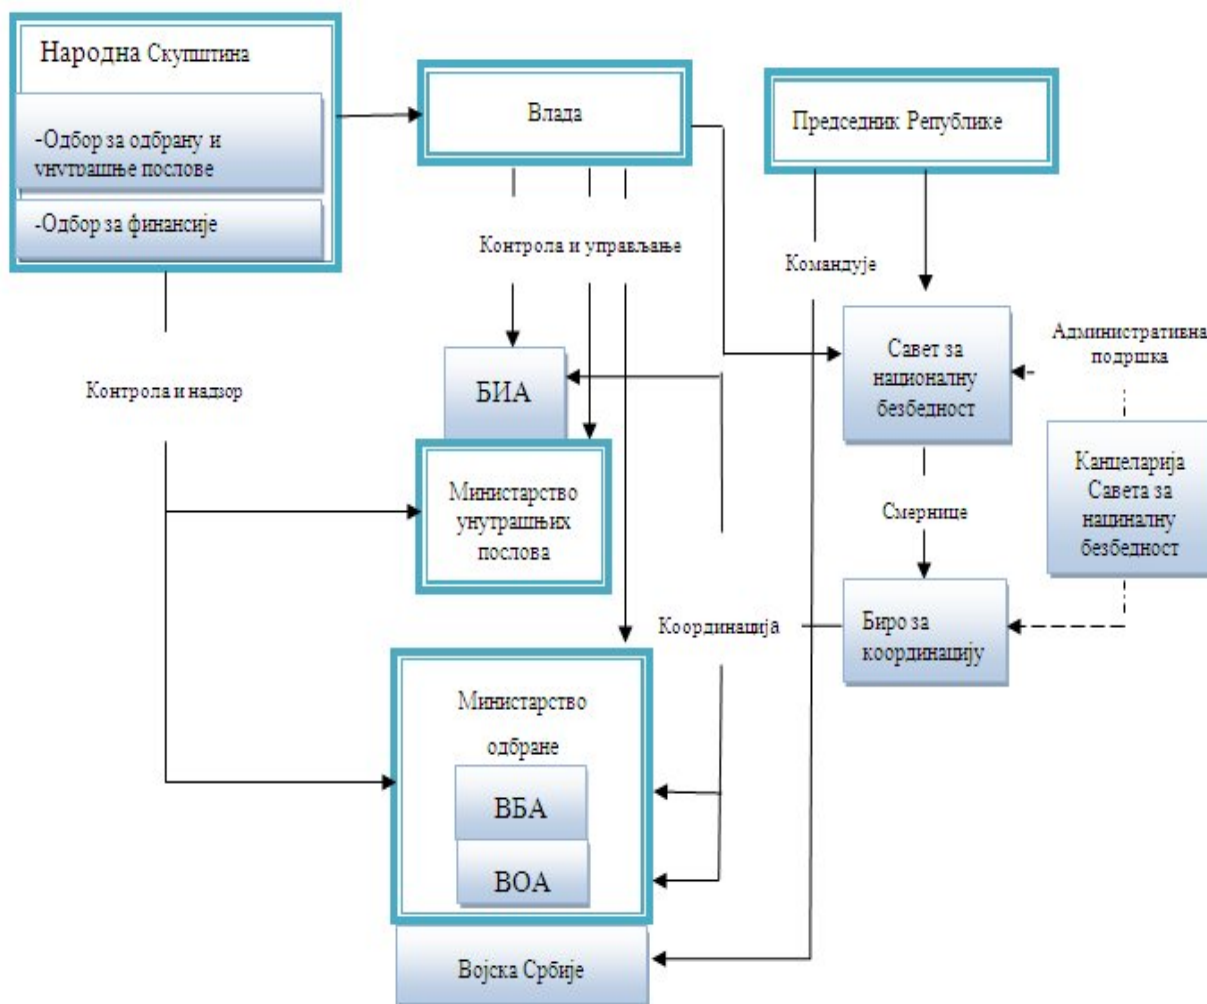 Народна Скупштина
-Одбор за одбрану и
унутрашње послове
-Одбор за финансије
Влада
Председник Републике
Контрола и управљање
Командује
Контрола и надзор
БИА
Савет за
националну
безбедност
Административна
подршка
Министарство
унутрашњих
послова
Смернице
Канцеларија
Савета за
нациналну
безбедност
Координација
Биро за
координацију
Министарство
одбране
ВБА
ВОА
Војска Србије